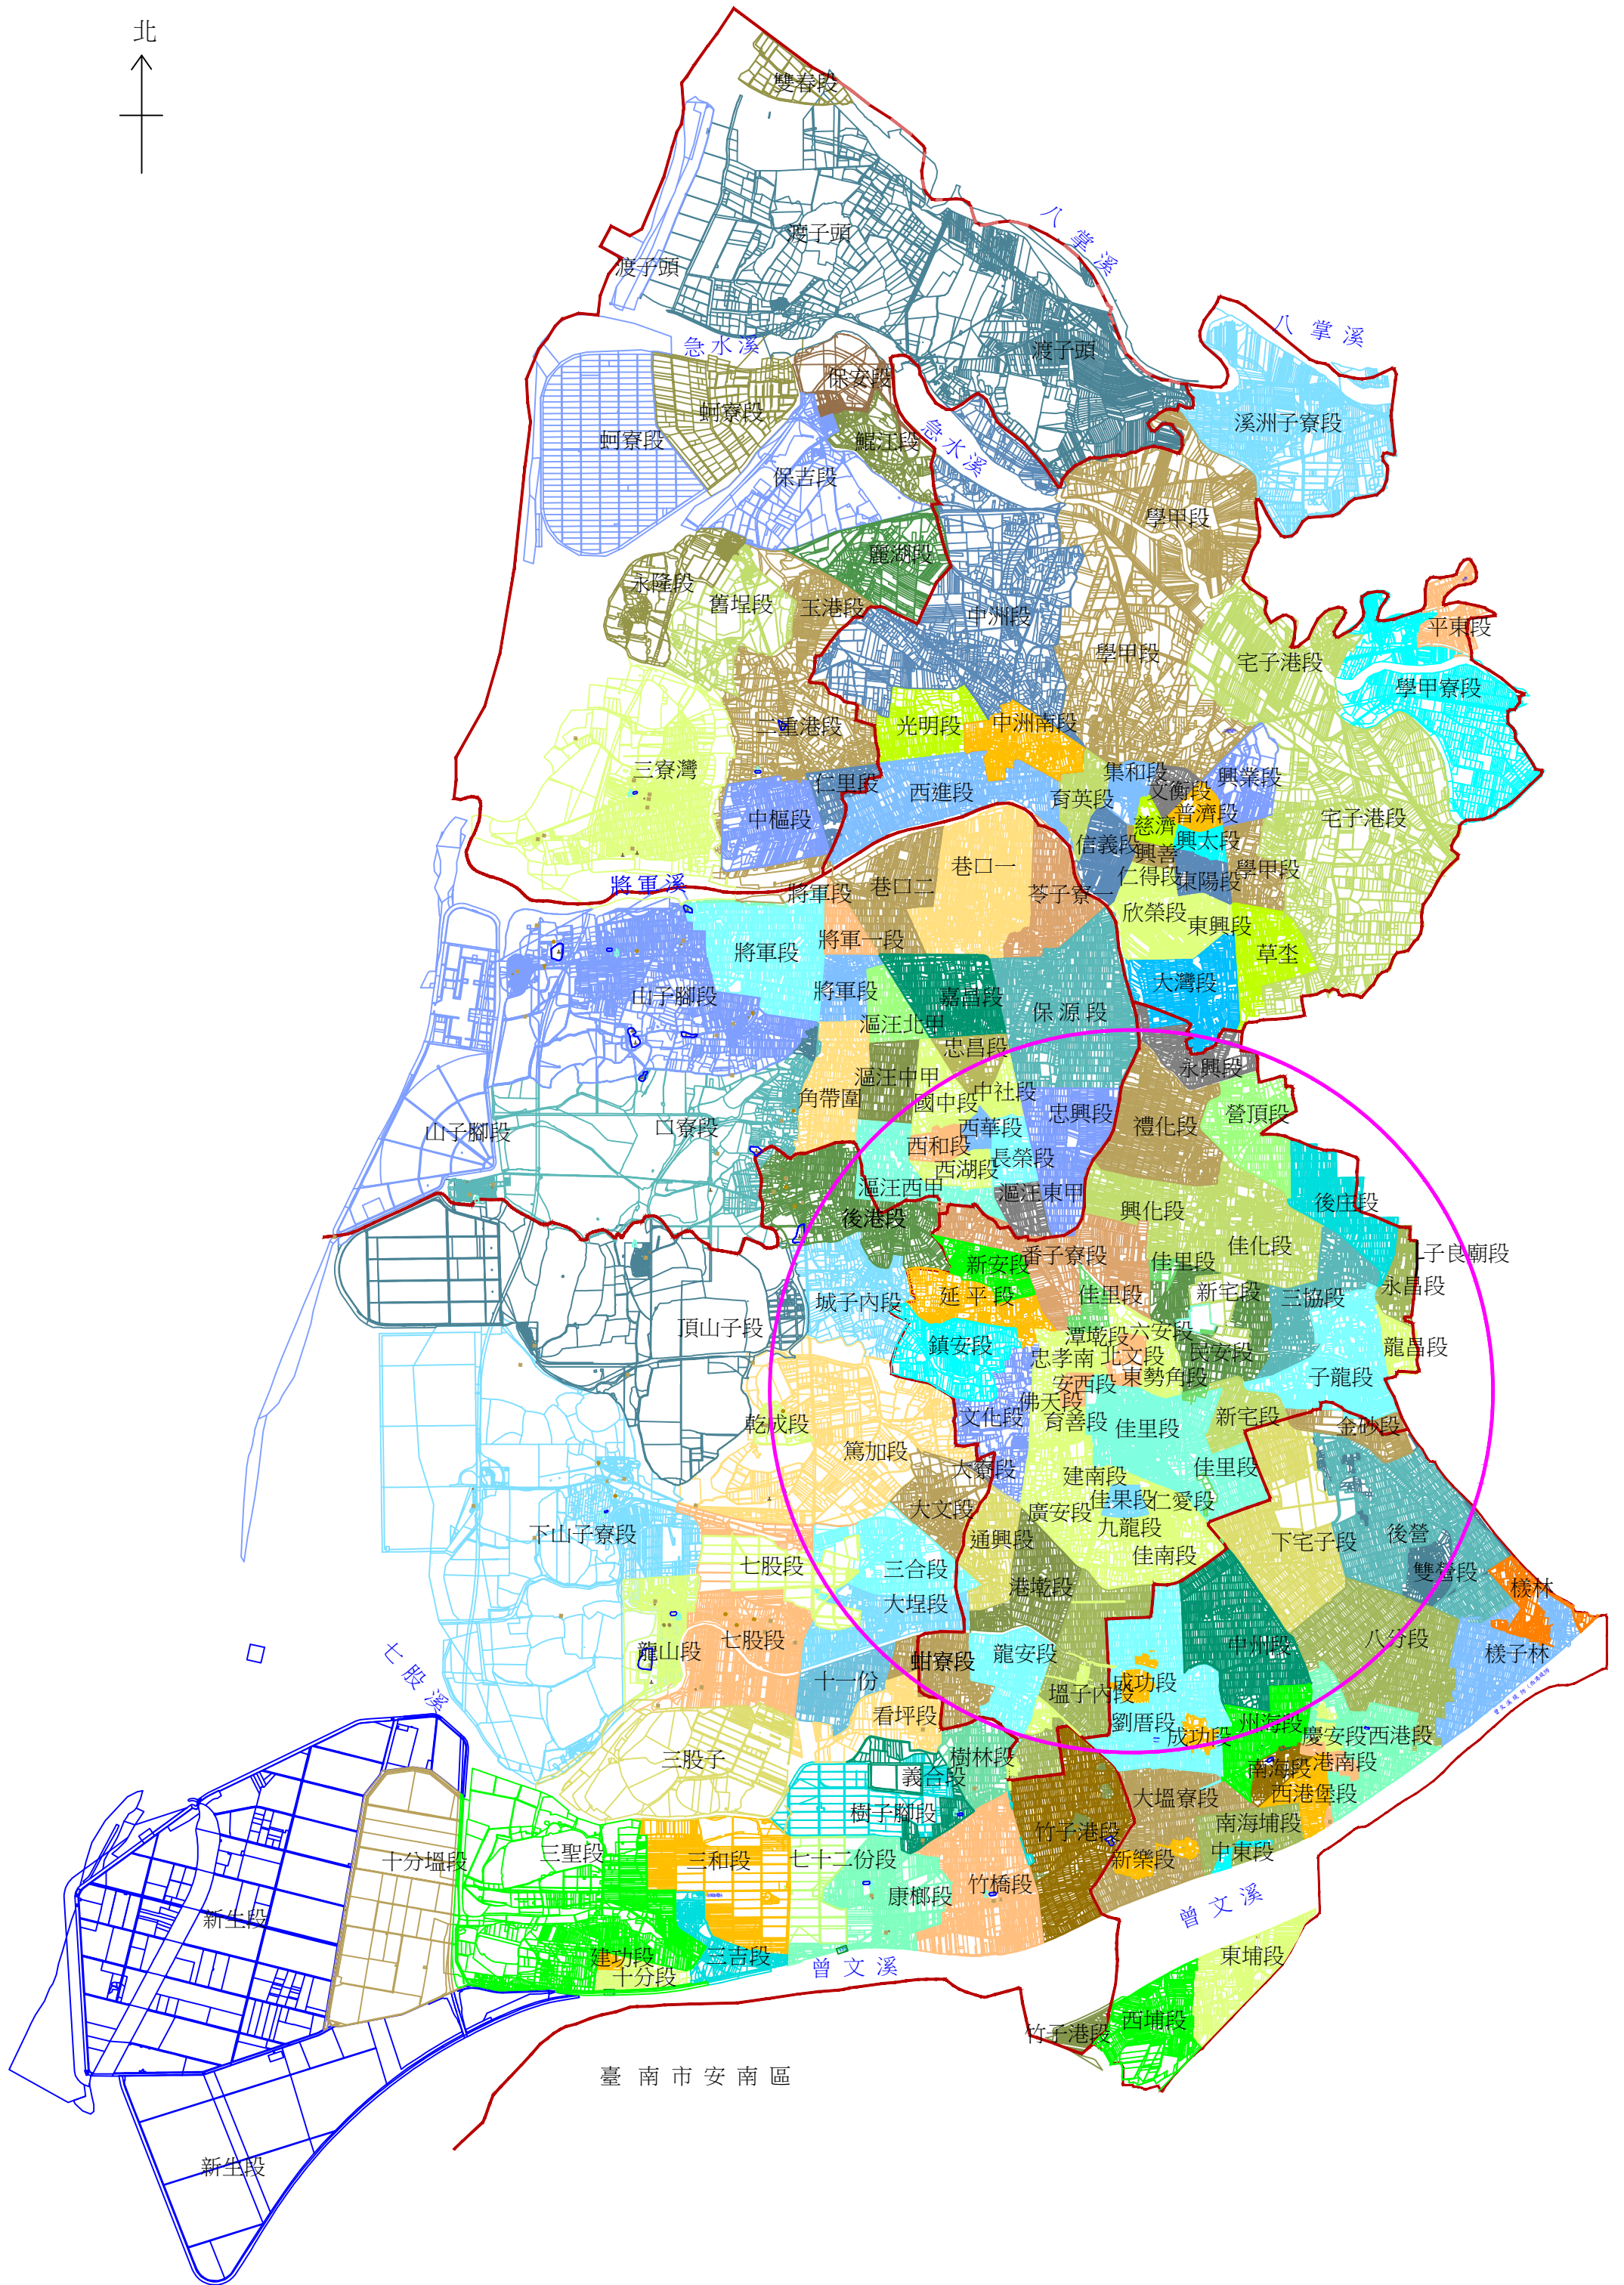 北
雙春段
渡子頭
渡子頭
八掌溪
渡子頭
八掌溪
急水溪
保安段
蚵寮段
蚵寮段
鯤江段
急水溪
溪洲子寮段
保吉段
學甲段
麗湖段
永隆段
舊埕段
玉港段
中洲段
平東段
學甲段
宅子港段
學甲寮段
二重港段
光明段
中洲南段
三寮灣
仁里段
西進段
集和段
興業段
文衡段
育英段
普濟段
中樞段
慈濟
宅子港段
信義段
興太段
興善
巷口一
學甲段
將軍溪
將軍段
巷口二
苓子寮一
仁得段
東陽段
欣榮段
東興段
將軍段
將軍一段
草坔
山子腳段
將軍段
嘉昌段
保源段
大灣段
漚汪北甲
忠昌段
永興段
漚汪中甲
角帶圍
國中段
中社段
忠興段
禮化段
營頂段
山子腳段
口寮段
西華段
西和段
長榮段
西湖段
漚汪西甲
漚汪東甲
後庄段
後港段
興化段
佳化段
子良廟段
番子寮段
新安段
佳里段
永昌段
城子內段
延平段
佳里段
新宅段
三協段
頂山子段
鎮安段
潭墘段
六安段
龍昌段
忠孝南
北文段
民安段
安西段
東勢角段
子龍段
佛天段
乾成段
文化段
育善段
佳里段
新宅段
金砂段
篤加段
大寮段
建南段
佳里段
大文段
佳果段
仁愛段
廣安段
下山子寮段
通興段
九龍段
下宅子段
後營
佳南段
七股段
三合段
雙營段
港墘段
檨林
大埕段
龍山段
七股段
蚶寮段
龍安段
中州段
八分段
檨子林
十一份
成功段
七股溪
塭子內段
看坪段
劉厝段
成功段
州海段
慶安段
西港段
三股子
樹林段
義合段
南海段
港南段
西港堡段
大塭寮段
樹子腳段
南海埔段
竹子港段
三聖段
十分塭段
三和段
七十二份段
中東段
新樂段
竹橋段
康榔段
新生段
曾文溪
建功段
三吉段
東埔段
十分段
曾文溪
西埔段
竹子港段
臺南市安南區
新生段